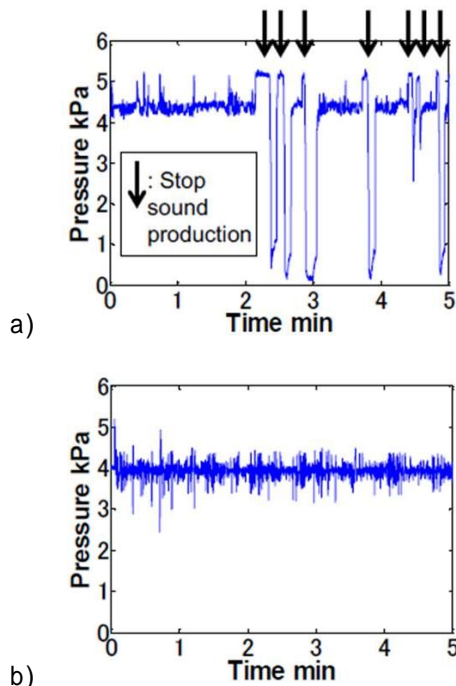 6
5
4
3
2
1
0
Pressure kPa
: Stop
sound
production
0 1 2 3 4 5
Time min
a)
6
5
4
3
2
1
0
Pressure kPa
0 1 2 3 4 5
Time min
b)